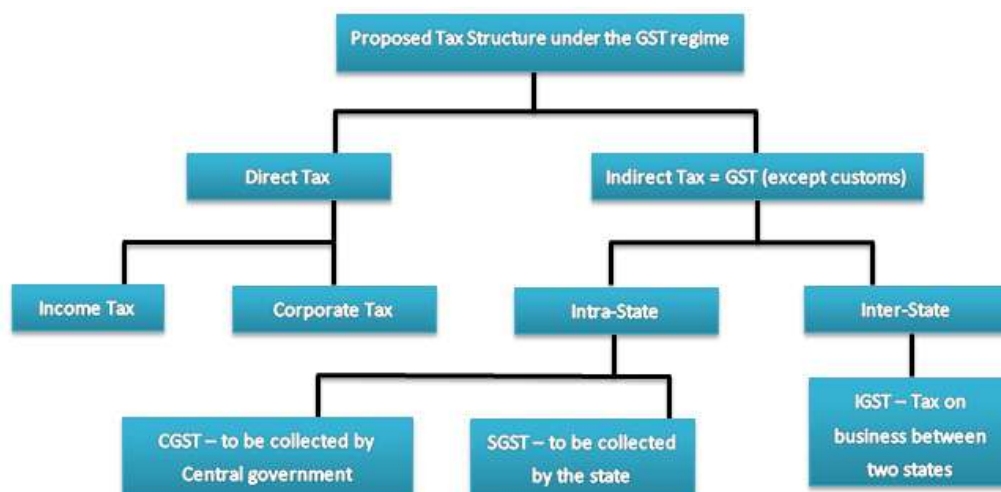 Proposed Tax Structure under the GST regime
Direct Tax
Indirect Tax = GST (except customs)
Income Tax
Corporate Tax
Intra-State
Inter-State
CGST – to be collected by
Central government
SGST – to be collected
by the state
IGST – Tax on
business between
two states